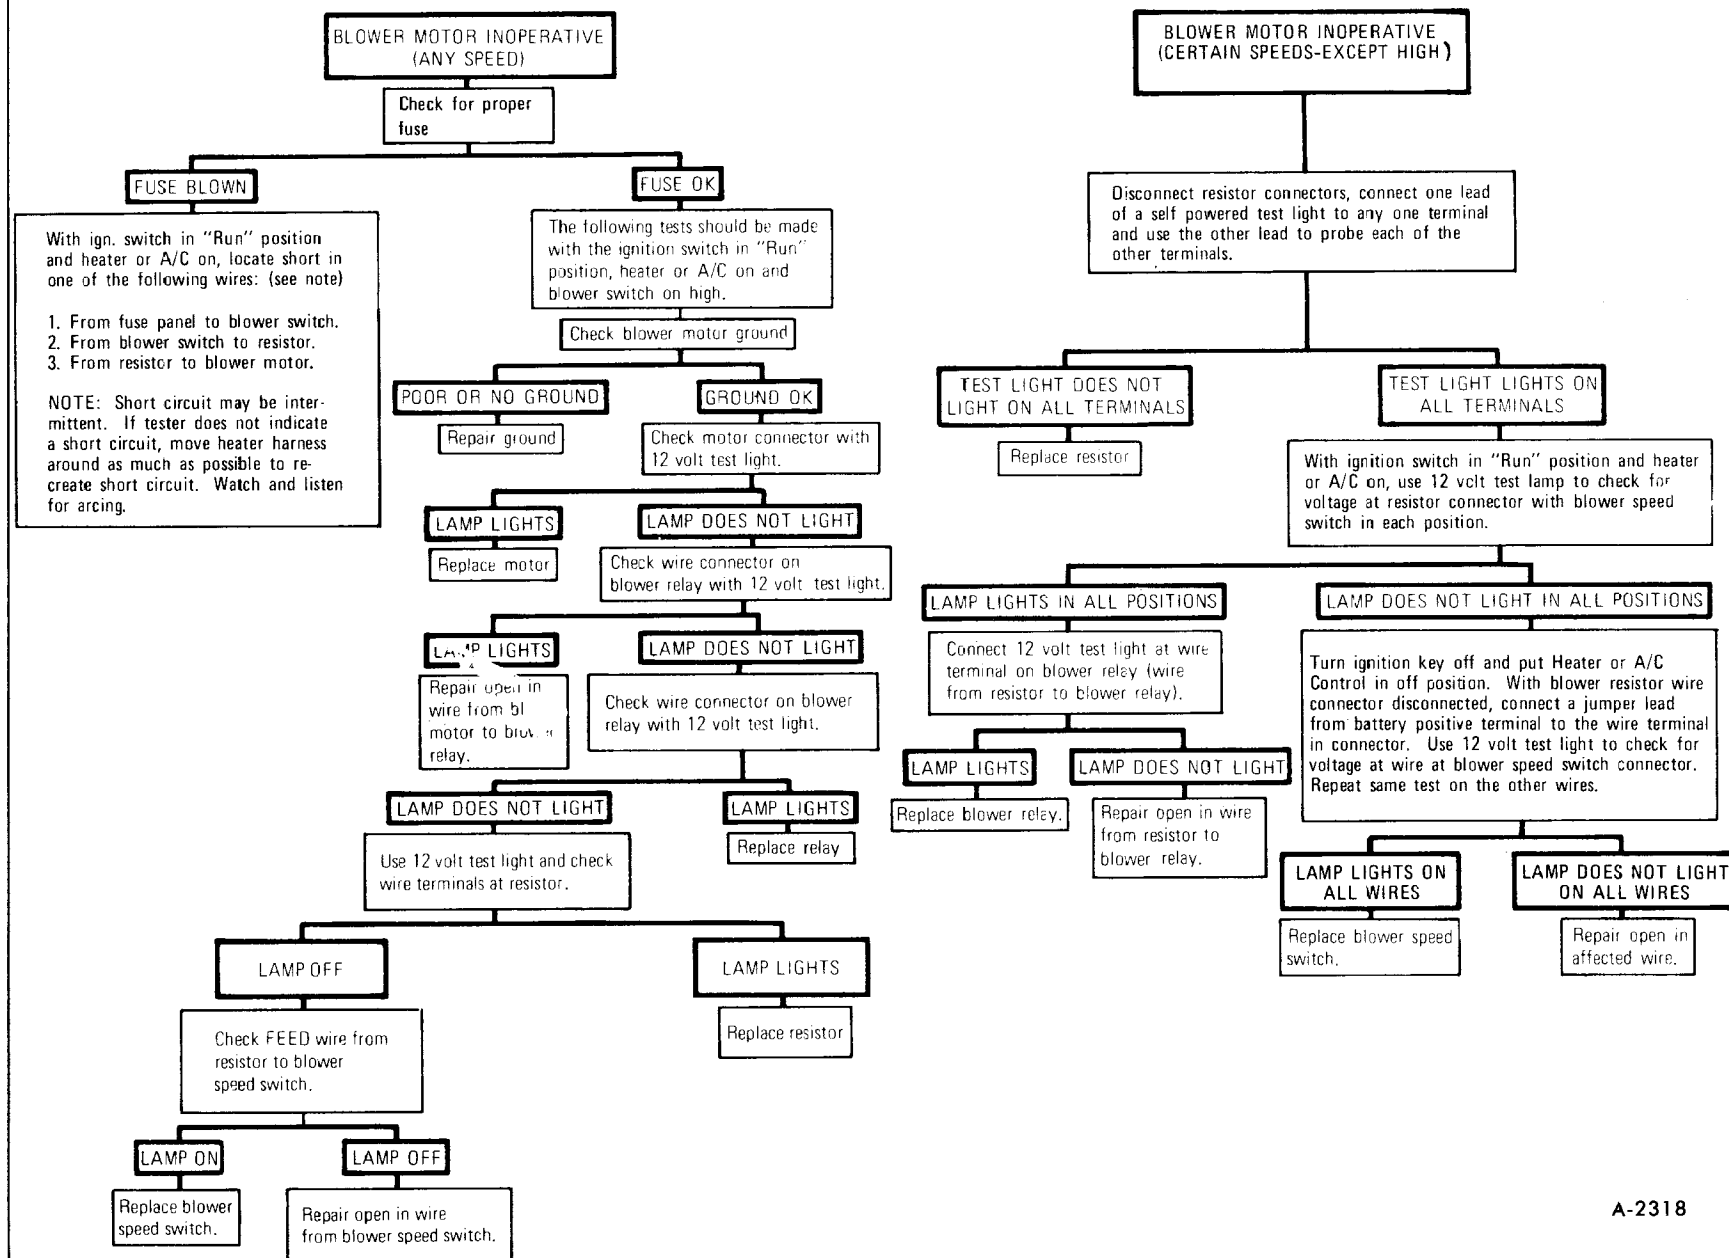 BLOWER MOTOR INOPERATIVE
(ANY SPEED)
Check for proper
fuse
FUSE BLOWN
With ign. switch in "Run" position
and heater or A/C on, locate short in
one of the following wires: (see note)
1. From fuse panel to blower switch.
2. From blower switch to resistor.
3. From resistor to blower motor.
NOTE: Short circuit may be inter-
mittent. If tester does not indicate
a short circuit, move heater harness
around as much as possible to re-
create short circuit. Watch and listen
for arcing.
FUSE OK
The following tests should be made
with the ignition switch in "Run"
position, heater or A/C on and
blower switch on high.
Check blower motor ground
POOR OR NO GROUND
Repair ground
GROUND OK
Check motor connector with
12 volt test light.
LAMP LIGHTS
Replace motor
LAMP DOES NOT LIGHT
Check wire connector on
blower relay with 12 volt test light.
LAMP LIGHTS
Repair open in
wire from bl
motor to
relay.
LAMP DOES NOT LIGHT
Check wire connector on blower
relay with 12 volt test light.
LAMP DOES NOT LIGHT
Use 12 volt test light and check
wire terminals at resistor.
LAMP LIGHTS
Replace relay
LAMP OFF
Check FEED wire from
resistor to blower
speed switch.
LAMP LIGHTS
Replace resistor
LAMP ON
Replace blower
speed switch.
LAMP OFF
Repair open in wire
from blower speed switch.
BLOWER MOTOR INOPERATIVE
(CERTAIN SPEEDS-EXCEPT HIGH)
Disconnect resistor connectors, connect one lead
of a self powered test light to any one terminal
and use the other lead to probe each of the
other terminals.
TEST LIGHT DOES NOT
LIGHT ON ALL TERMINALS
Replace resistor
TEST LIGHT LIGHTS ON
ALL TERMINALS
With ignition switch in "Run" position and heater
or A/C on, use 12 volt test lamp to check for
voltage at resistor connector with blower speed
switch in each position.
LAMP LIGHTS IN ALL POSITIONS
Connect 12 volt test light at wire
terminal on blower relay (wire
from resistor to blower relay).
LAMP LIGHTS
Replace blower relay.
LAMP DOES NOT LIGHT
Repair open in wire
from resistor to
blower relay.
LAMP DOES NOT LIGHT IN ALL POSITIONS
Turn ignition key off and put Heater or A/C
Control in off position. With blower resistor wire
connector disconnected, connect a jumper lead
from battery positive terminal to the wire terminal
in connector. Use 12 volt test light to check for
voltage at wire at blower speed switch connector.
Repeat same test on the other wires.
LAMP LIGHTS ON
ALL WIRES
Replace blower speed
switch.
LAMP DOES NOT LIGHT
ON ALL WIRES
Repair open in
affected wire.
A-2318